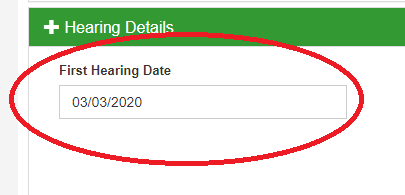 Hearing Details
First Hearing Date
03/03/2020